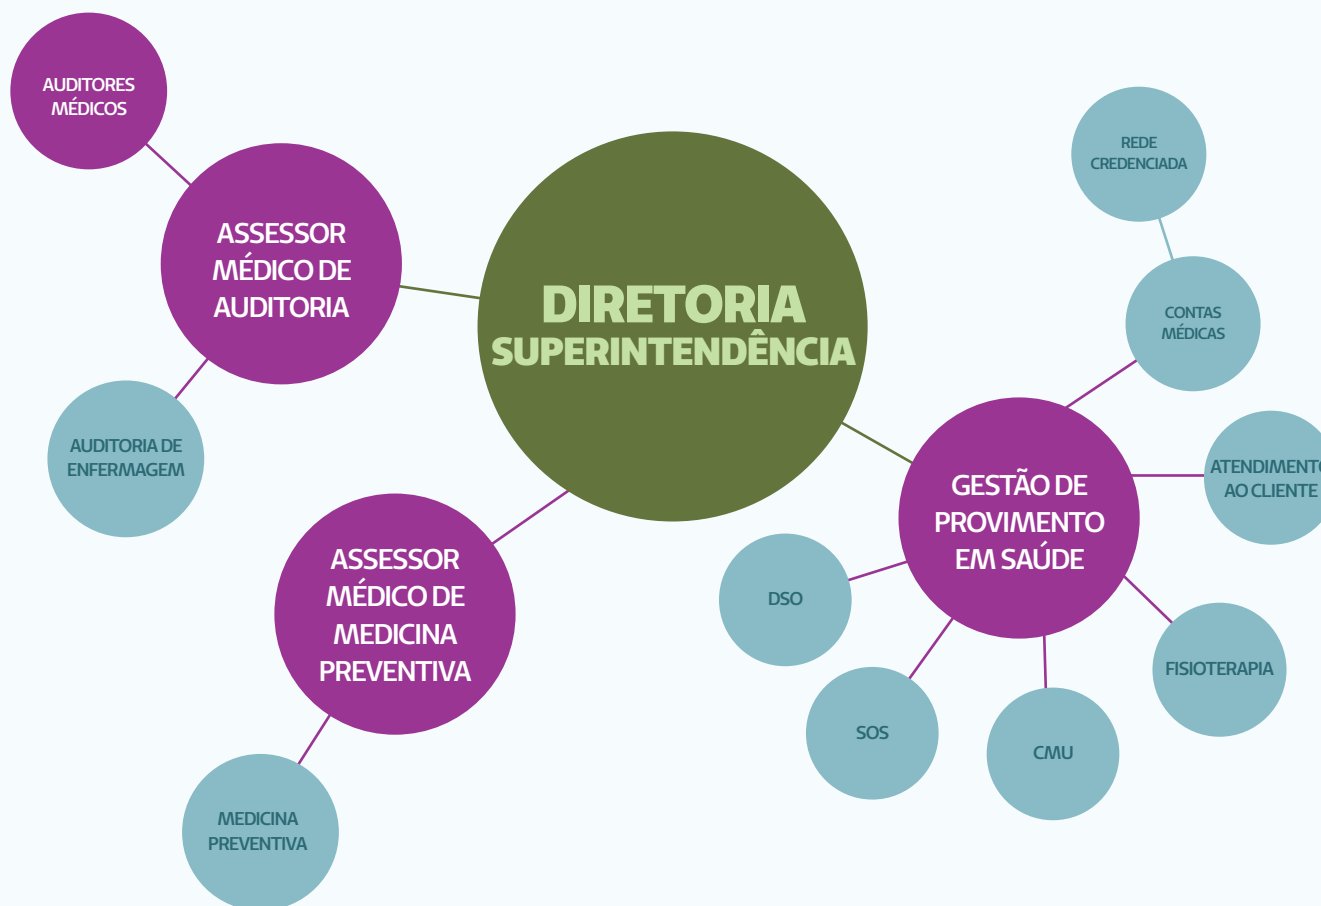 AUDITORES
MÉDICOS
ASSESSOR
MÉDICO DE
AUDITORIA
AUDITORIA DE
ENFERMAGEM
DIRETORIA
SUPERINTENDÊNCIA
ASSESSOR
MÉDICO DE
MEDICINA
PREVENTIVA
MEDICINA
PREVENTIVA
REDE
CREDENCIADA
CONTAS
MÉDICAS
GESTÃO DE
PROVIMENTO
EM SAÚDE
ATENDIMENTO
AO CLIENTE
FISIOTERAPIA
CMU
SOS
DSO